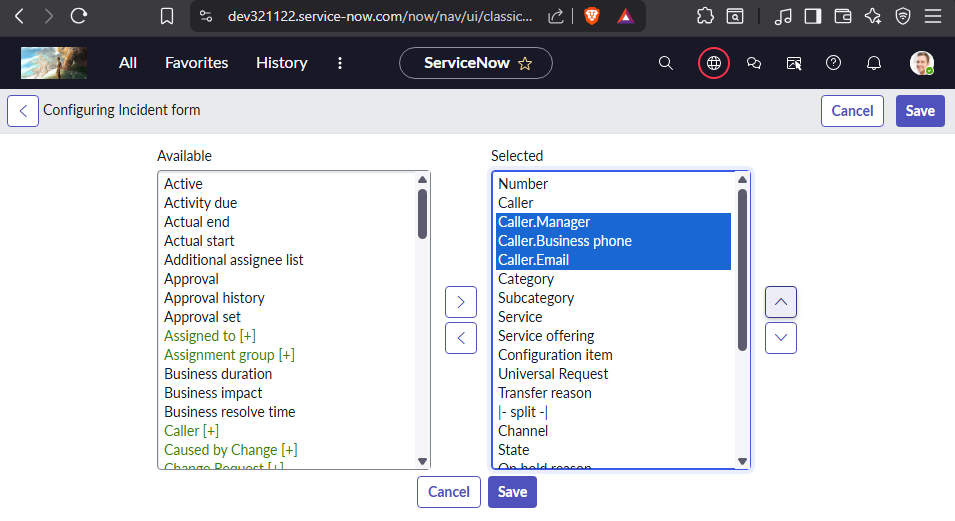 dev321122.service-now.com/now/nav/ui/classic...
All Favorites History ServiceNow
Configuring Incident form Cancel Save
Available
Active
Activity due
Actual end
Actual start
Additional assignee list
Approval
Approval history
Approval set
Assigned to [+]
Assignment group [+]
Business duration
Business impact
Business resolve time
Caller [+]
Caused by Change [+]
Change Request [+]
Selected
Number
Caller
Caller.Manager
Caller.Business phone
Caller.Email
Category
Subcategory
Service
Service offering
Configuration item
Universal Request
Transfer reason
|- split -|
Channel
State
On hold reason
Cancel Save